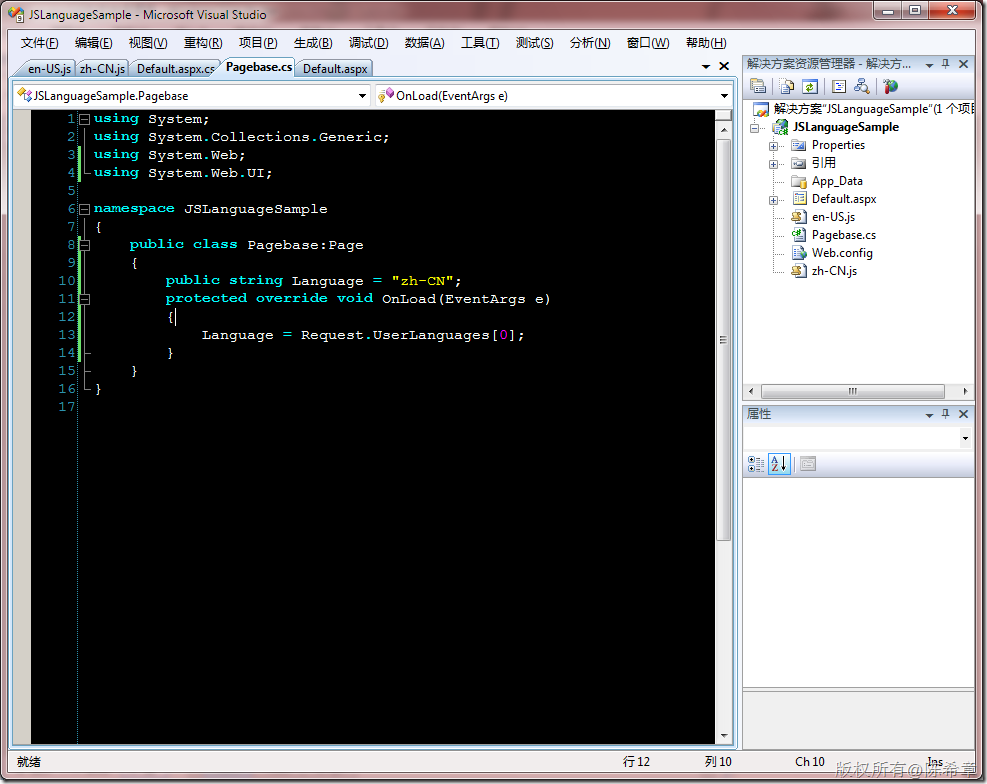 JSLanguageSample - Microsoft Visual Studio
文件(F) 编辑(E) 视图(V) 重构(R) 项目(P) 生成(B) 调试(D) 数据(A) 工具(T) 测试(S) 分析(N) 窗口(W) 帮助(H)
en-US.js zh-CN.js Default.aspx.cs Pagebase.cs Default.aspx
JSLanguageSample.Pagebase OnLoad(EventArgs e)
1 using System;
2 using System.Collections.Generic;
3 using System.Web;
4 using System.Web.UI;
5
6 namespace JSLanguageSample
7 {
8 public class Pagebase:Page
9 {
10 public string Language = "zh-CN";
11 protected override void OnLoad(EventArgs e)
12 {
13 Language = Request.UserLanguages[0];
14 }
15 }
16 }
17
解决方案资源管理器 - 解决方...
解决方案"JSLanguageSample"(1 个项
JSLanguageSample
Properties
引用
App_Data
Default.aspx
en-US.js
Pagebase.cs
Web.config
zh-CN.js
属性
就绪 行 12 列 10 Ch 10 Ins
版权所有@陈希章